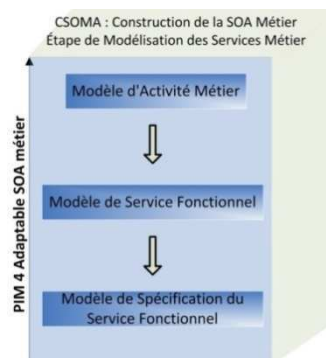 CSOMA : Construction de la SOA Métier
Étape de Modélisation des Services Métier
Modèle d'Activité Métier
Modèle de Service Fonctionnel
Modèle de Spécification du
Service Fonctionnel
PIM 4 Adaptable SOA métier